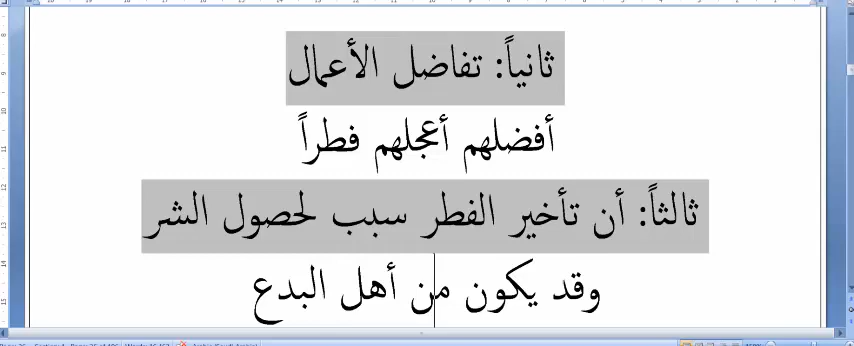 ثانياً: تفاضل الأعمال
أفضلهم أعجلهم فطراً
ثالثاً: أن تأخير الفطر سبب لحصول الشر
وقد يكون من أهل البدع